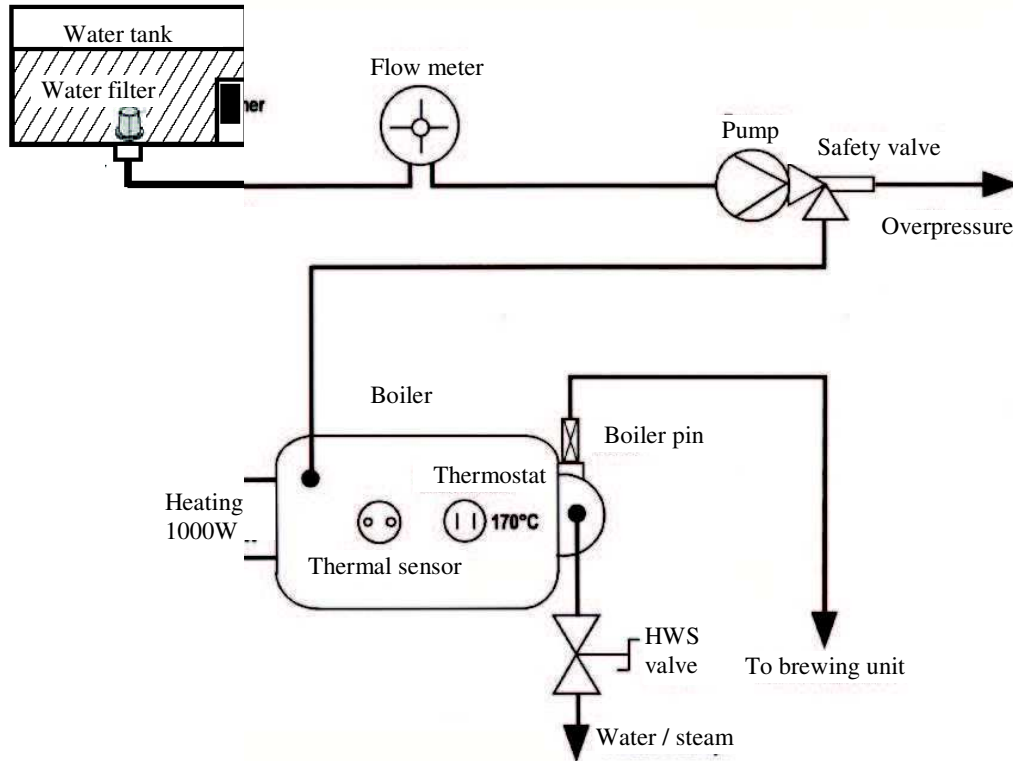 Water tank
Flow meter
Water filter
her
Pump
Safety valve
Overpressure
Boiler
Boiler pin
Thermostat
Heating
1000W
170°C
Thermal sensor
HWS
valve
To brewing unit
Water / steam